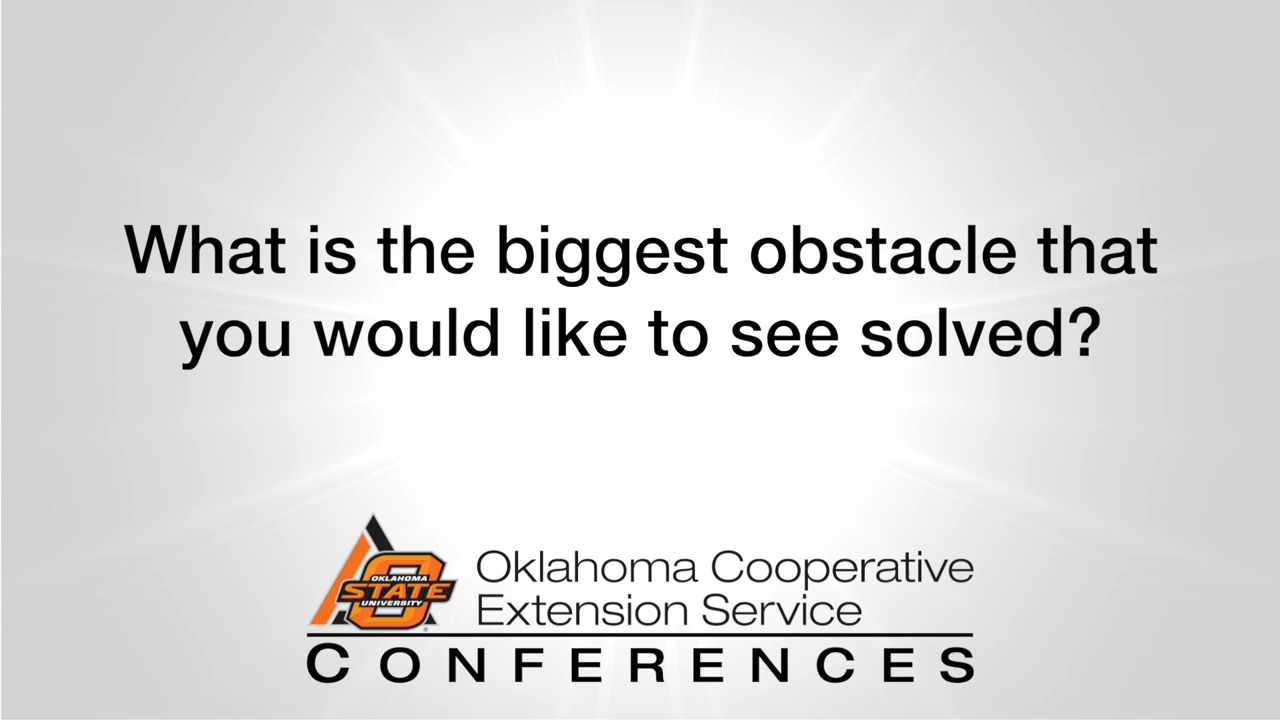 What is the biggest obstacle that
you would like to see solved?
OKLAHOMA
STATE
UNIVERSITY
Oklahoma Cooperative
Extension Service
CONFERENCES